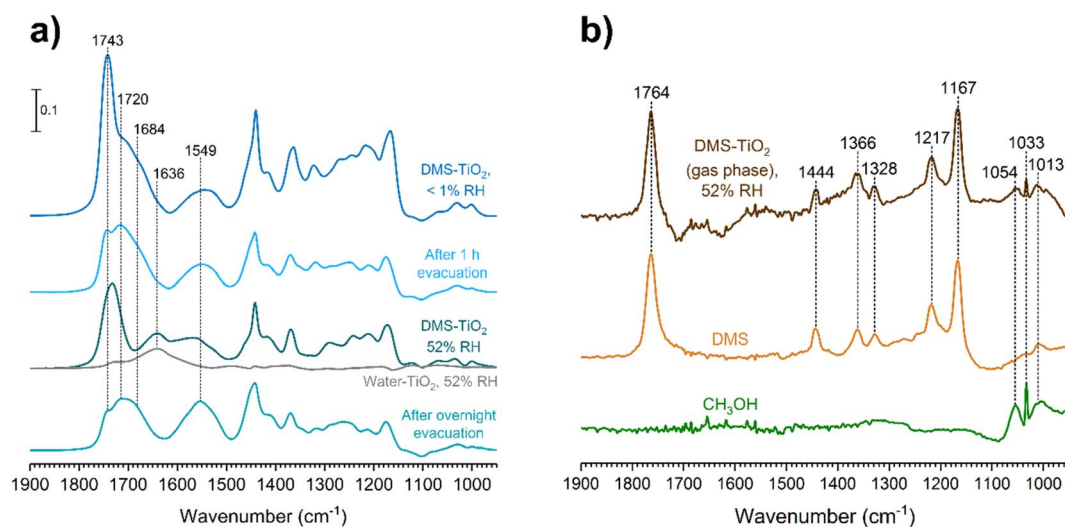 a)
1743
1720
1684
1636
1549
0.1
DMS-TiO2,
< 1% RH
After 1 h
evacuation
DMS-TiO2
52% RH
Water-TiO2, 52% RH
After overnight
evacuation
1900 1800 1700 1600 1500 1400 1300 1200 1100 1000
Wavenumber (cm-1)
b)
1764
DMS-TiO2
(gas phase),
52% RH
1444
1366
1328
1217
1167
1054
1033
1013
DMS
CH3OH
1900 1800 1700 1600 1500 1400 1300 1200 1100 1000
Wavenumber (cm-1)